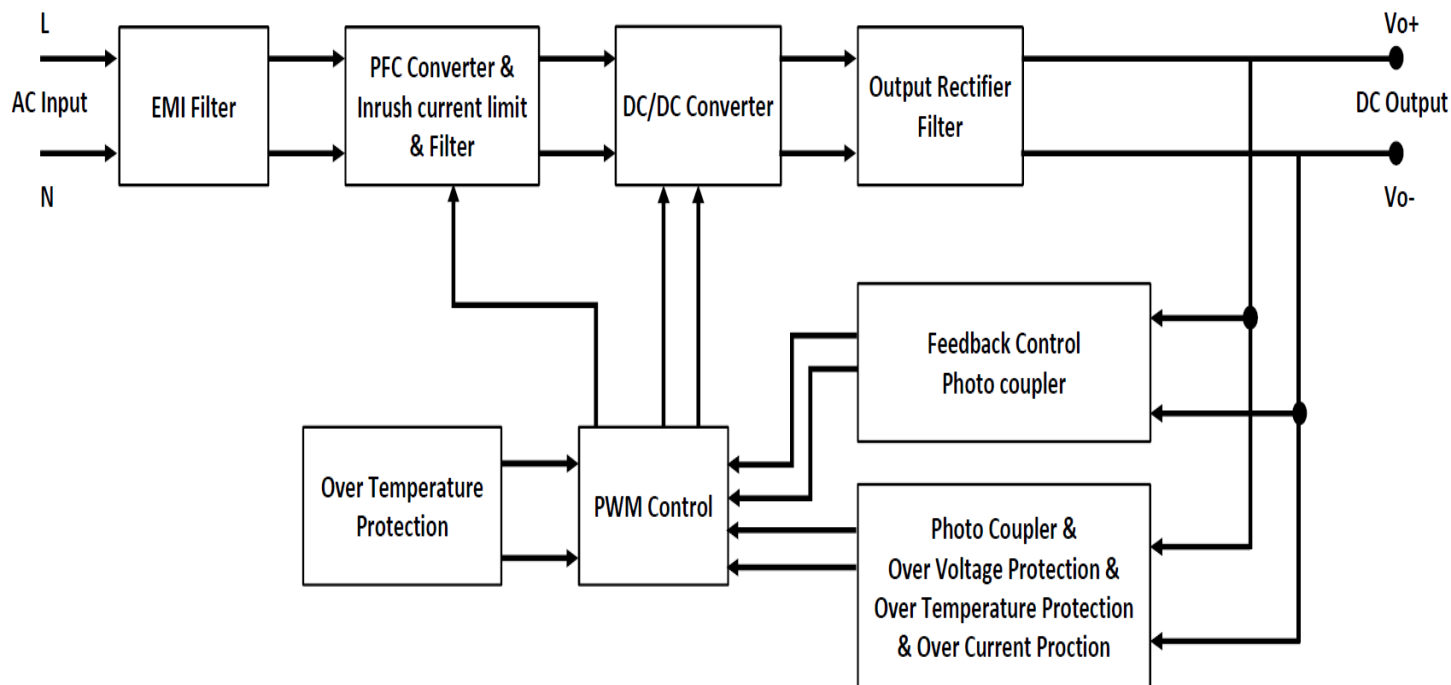 L
AC Input
N
EMI Filter
PFC Converter &
Inrush current limit
& Filter
DC/DC Converter
Output Rectifier
Filter
Vo+
DC Output
Vo-
Feedback Control
Photo coupler
Over Temperature
Protection
PWM Control
Photo Coupler &
Over Voltage Protection &
Over Temperature Protection
& Over Current Proction